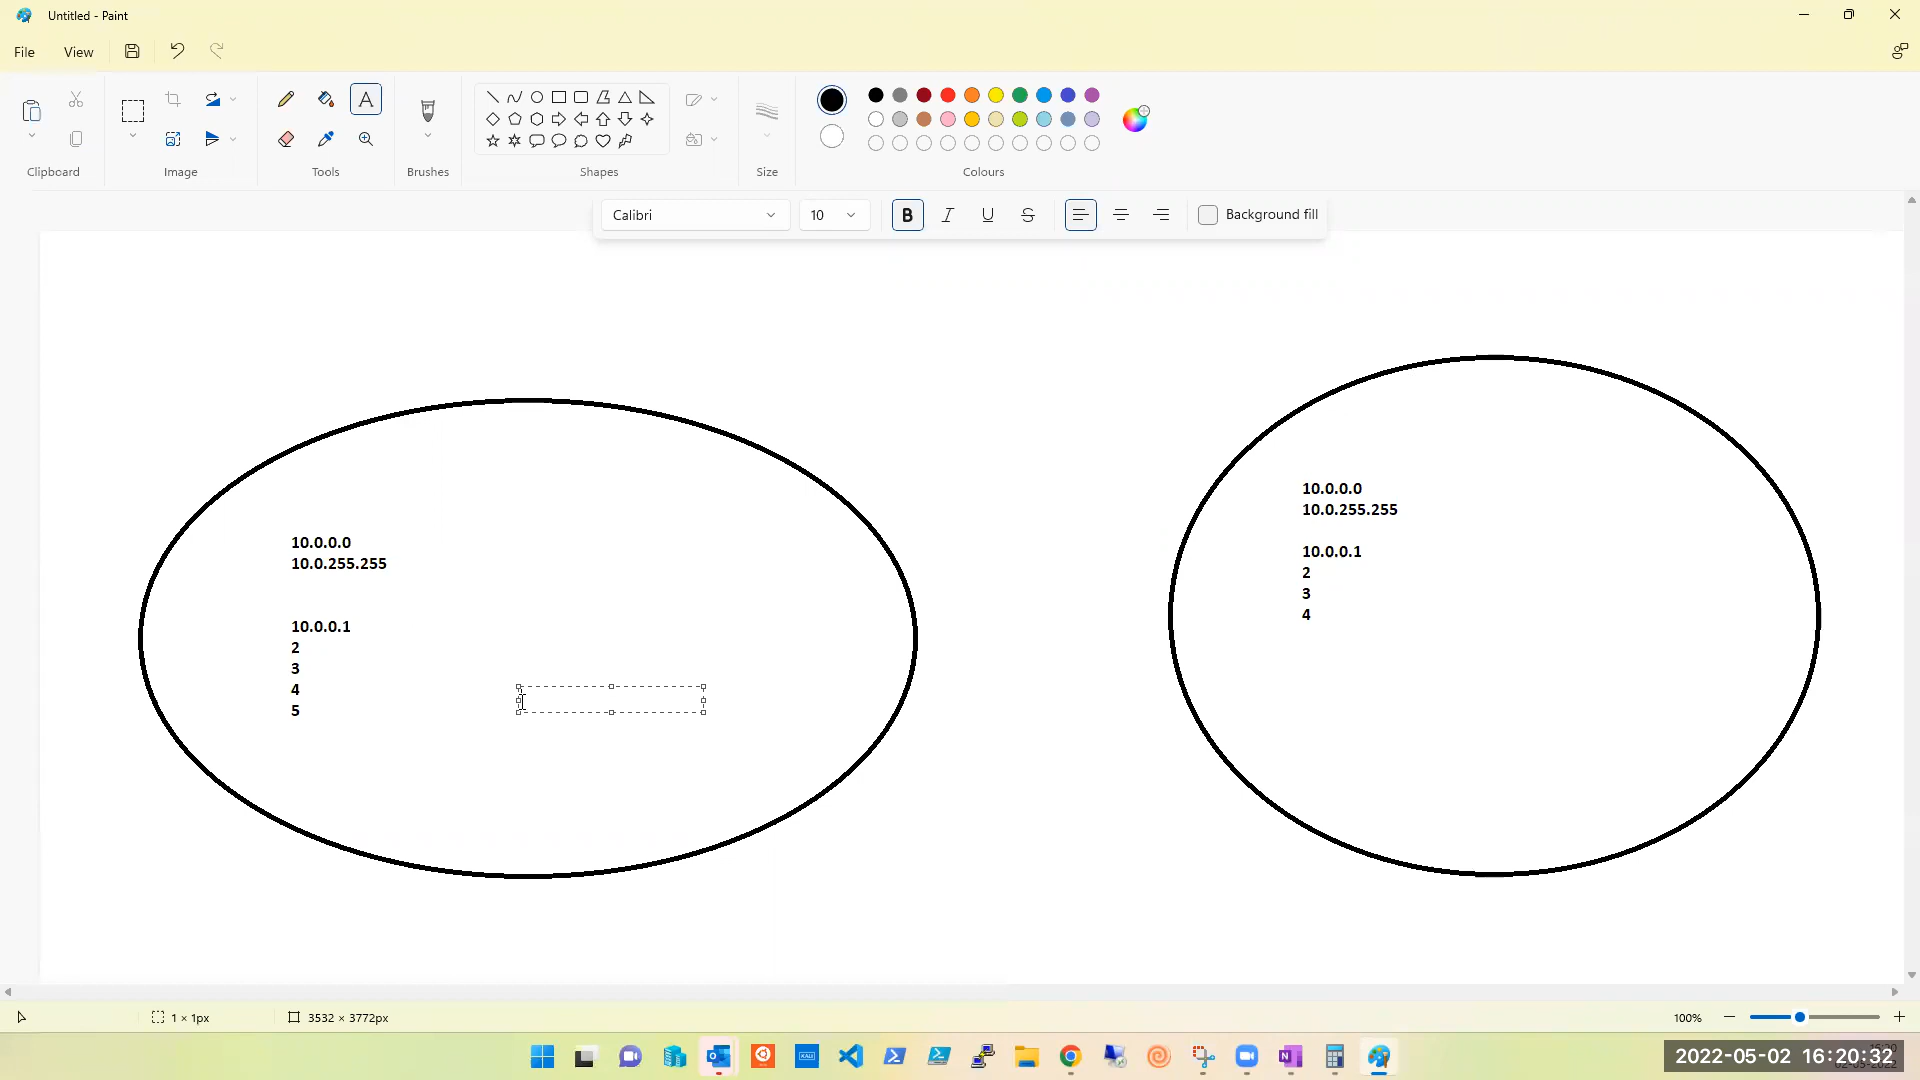 Untitled - Paint
File
View
Clipboard
Image
Tools
Brushes
Shapes
Size
Colours
Calibri
10
B
I
U
S
Background fill
10.0.0.0
10.0.255.255
10.0.0.1
2
3
4
5
10.0.0.0
10.0.255.255
10.0.0.1
2
3
4
1 × 1px
3532 × 3772px
100%
2022-05-02 16:20:32